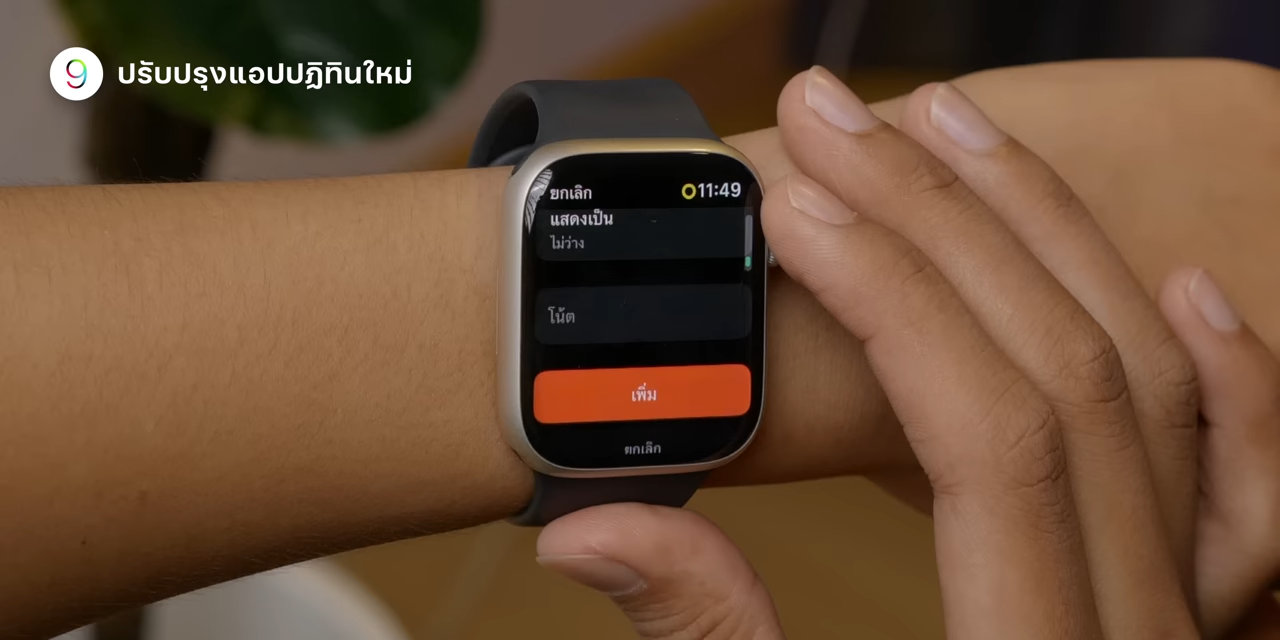 9 ปรับปรุงแอปปฏิทินใหม่
ยกเลิก 11:49
แสดงเป็น
ไม่ว่าง
โน้ต
เพิ่ม
ยกเลิก